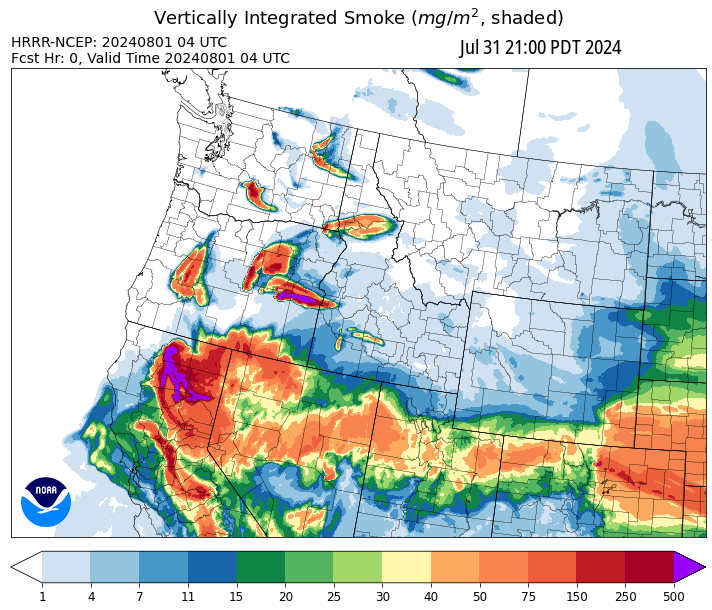 Vertically Integrated Smoke (mg/m², shaded)
HRRR-NCEP: 20240801 04 UTC
Jul 31 21:00 PDT 2024
Fcst Hr: 0, Valid Time 20240801 04 UTC
NOAA
1 4 7 11 15 20 25 30 40 50 75 150 250 500